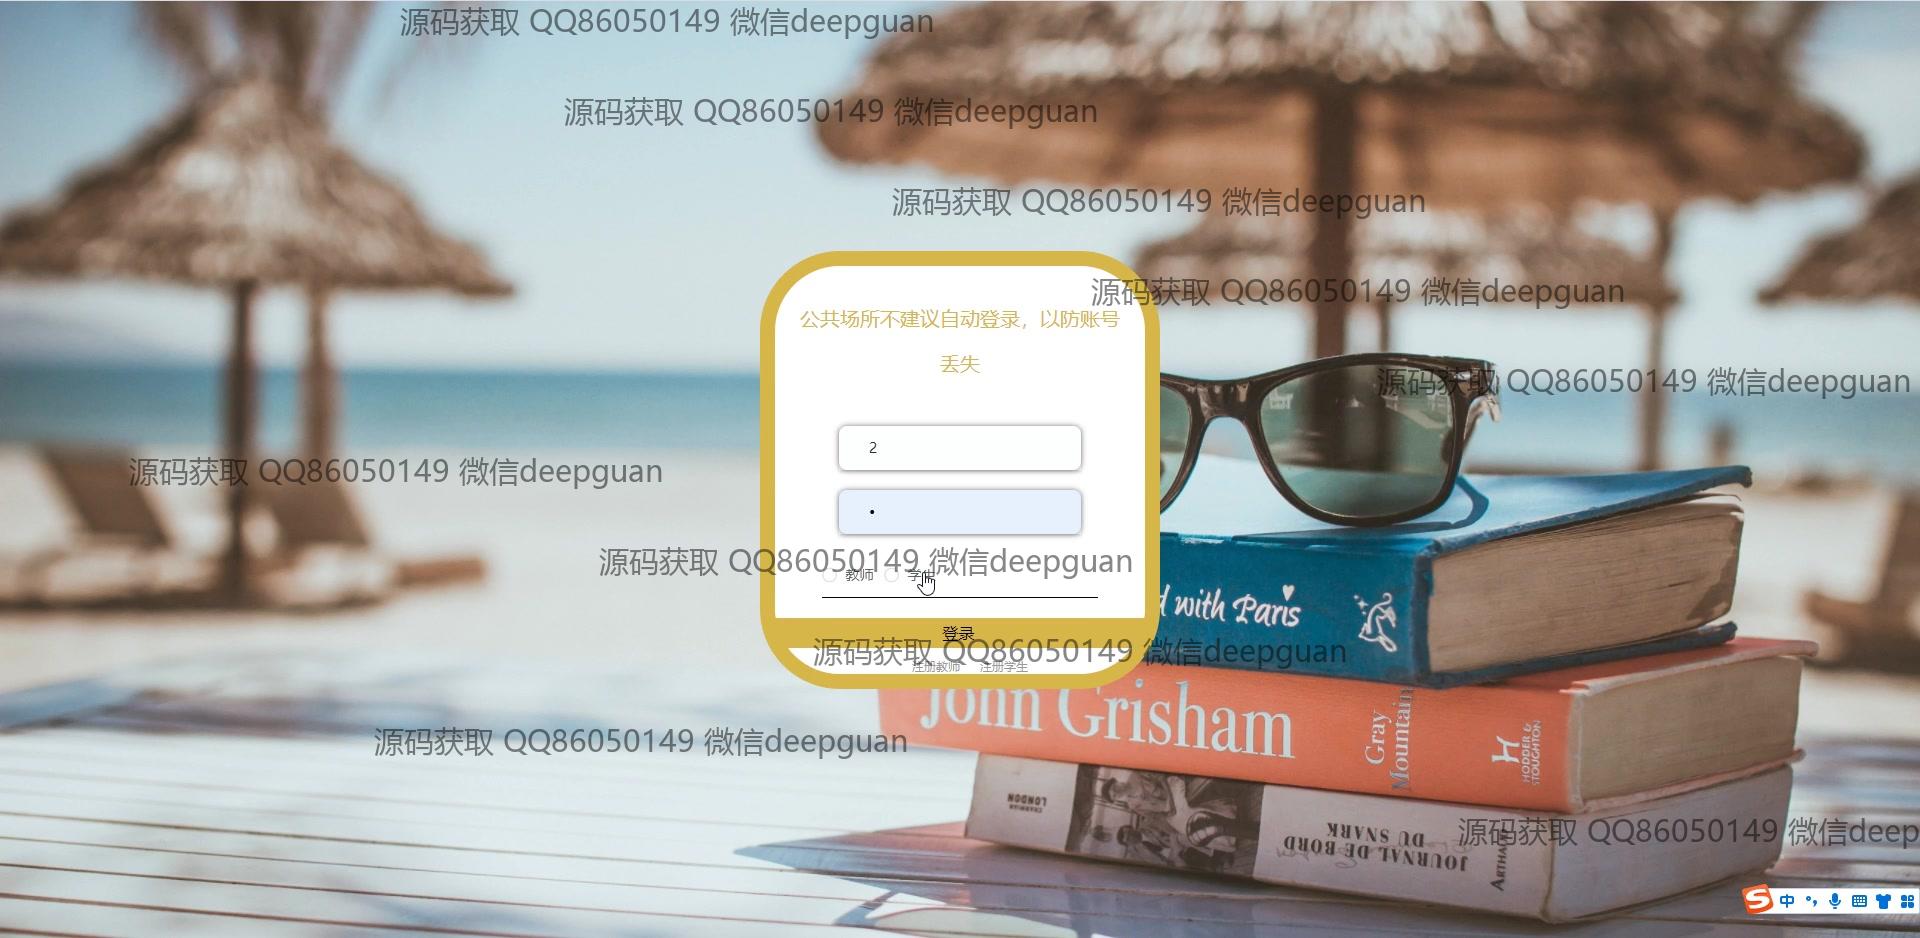 源码获取 QQ86050149 微信deepguan
源码获取 QQ86050149 微信deepguan
源码获取 QQ86050149 微信deepguan
源码获取 QQ86050149 微信deepguan
公共场所不建议自动登录，以防账号
丢失
源码获取 QQ86050149 微信deepguan
2
源码获取 QQ86050149 微信deepguan
源码获取 QQ86050149 微信deepguan
教师 学生
登录
源码获取 QQ86050149 微信deepguan
注册教师 注册学生
with Paris
John Grisham
Gray
Mountain
HODDER &
STOUGHTON
源码获取 QQ86050149 微信deepguan
LONDON
JOURNAL DE BORD
DU SNARK
ARTHAUD
源码获取 QQ86050149 微信deep
中